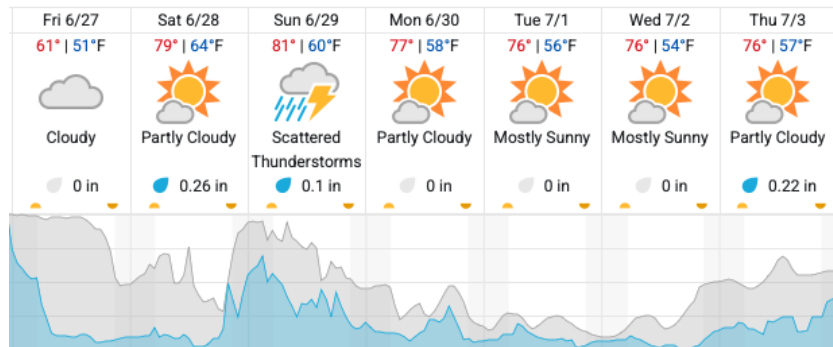 Fri 6/27 Sat 6/28 Sun 6/29 Mon 6/30 Tue 7/1 Wed 7/2 Thu 7/3
61° | 51°F 79° | 64°F 81° | 60°F 77° | 58°F 76° | 56°F 76° | 54°F 76° | 57°F
Cloudy Partly Cloudy Scattered Partly Cloudy Mostly Sunny Mostly Sunny Partly Cloudy
Thunderstorms
0 in 0.26 in 0.1 in 0 in 0 in 0 in 0.22 in